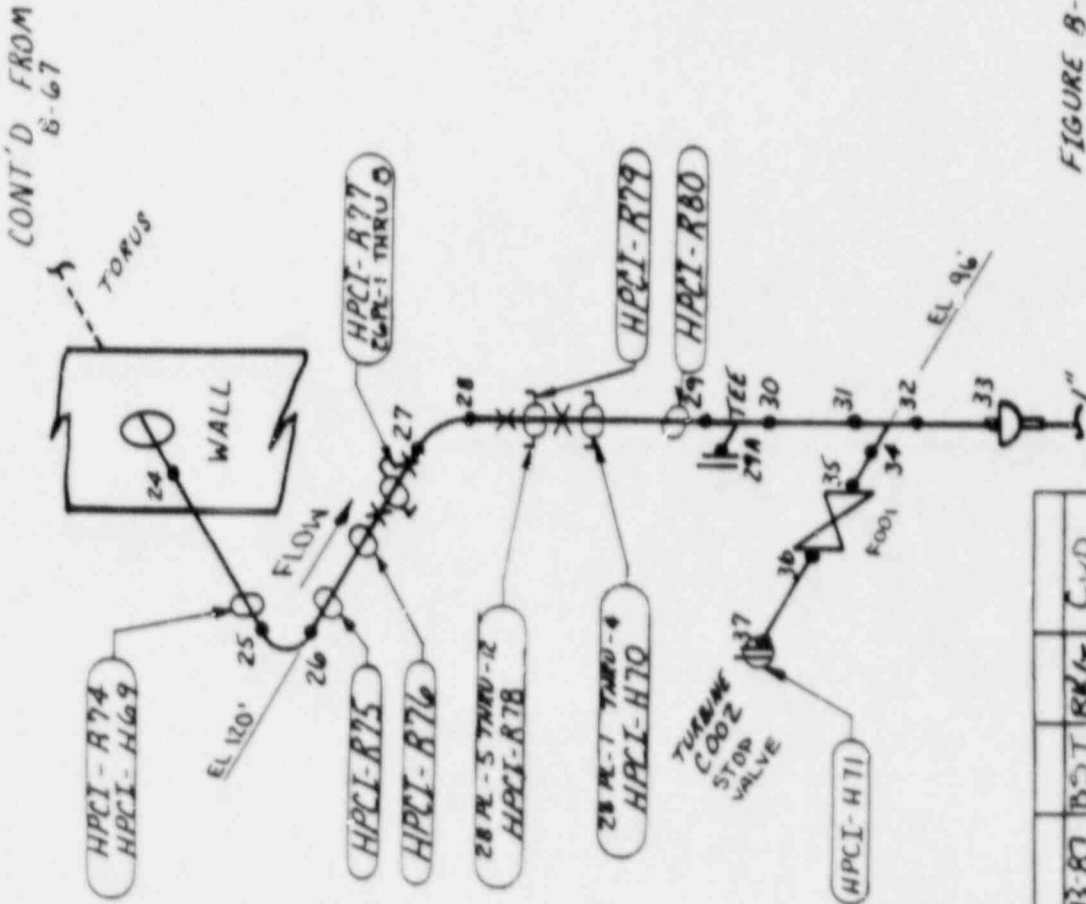 CONT'D FROM
B-67
TORUS
WALL
24
HPCI-R74
HPCI-H69
25
26
EL 120'
FLOW
HPCI-R77
26PL-1 THRU 8
27
28
HPCI-R75
HPCI-R76
HPCI-R79
HPCI-R80
28 PL-5 THRU-12
HPCI-R78
28 PL-1 THRU-4
HPCI-H70
29
TEE
29A
30
31
32
EL 96'
33
34
35
F001
36
37
TURBINE
C002
STOP
VALVE
HPCI-H71
FIGURE B-